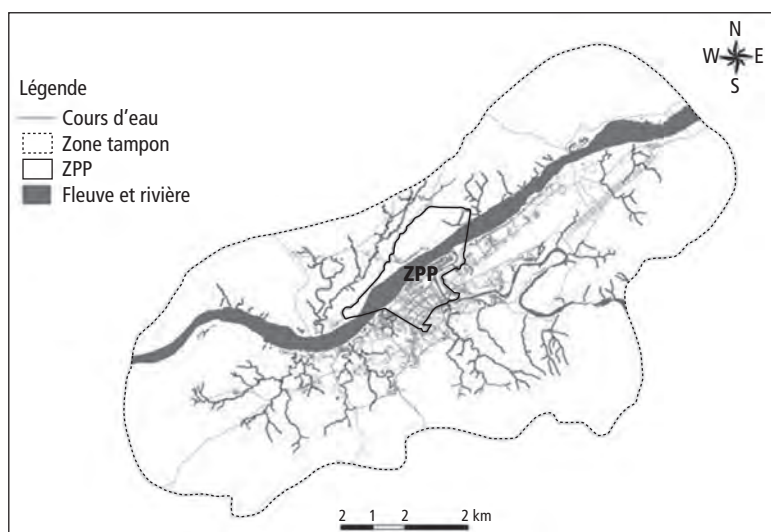 N
W E
S
Légende
Cours d'eau
Zone tampon
ZPP
Fleuve et rivière
ZPP
2 1 2 2 km